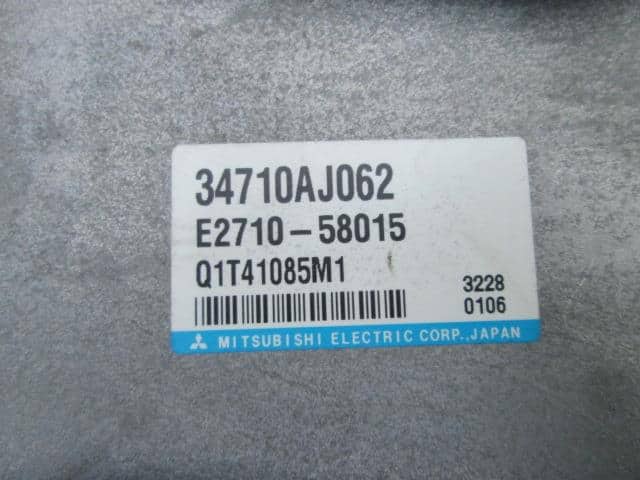 34710AJ062
E2710-58015
Q1T41085M1
3228
0106
MITSUBISHI ELECTRIC CORP.,JAPAN